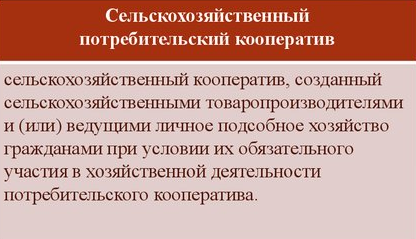 Сельскохозяйственный
потребительский кооператив
сельскохозяйственный кооператив, созданный
сельскохозяйственными товаропроизводителями
и (или) ведущими личное подсобное хозяйство
гражданами при условии их обязательного
участия в хозяйственной деятельности
потребительского кооператива.